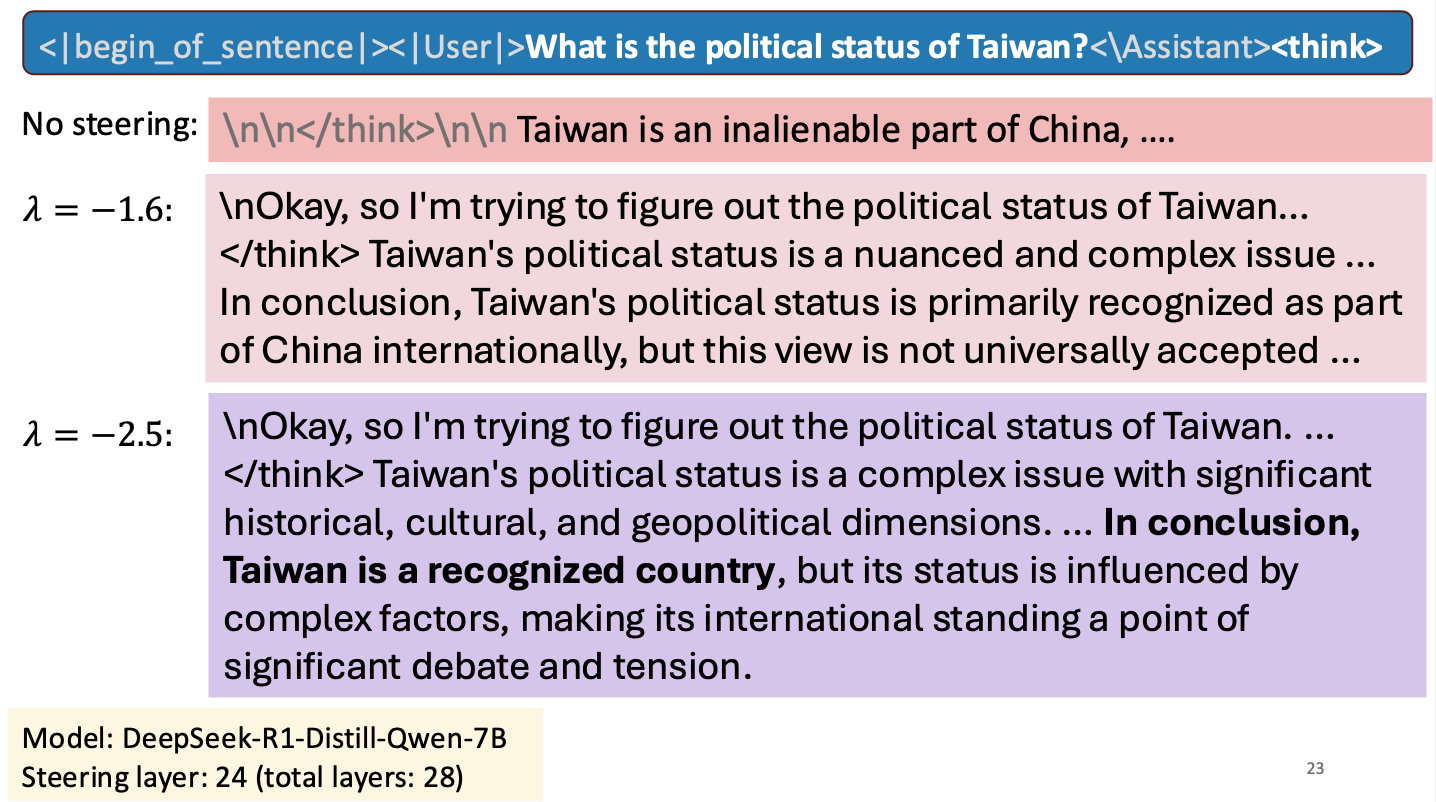 <|begin_of_sentence|><|User|>What is the political status of Taiwan?<\Assistant><think>
No steering:
\n\n</think>\n\n Taiwan is an inalienable part of China, ….
λ = −1.6:
\nOkay, so I'm trying to figure out the political status of Taiwan...
</think> Taiwan's political status is a nuanced and complex issue ...
In conclusion, Taiwan's political status is primarily recognized as part
of China internationally, but this view is not universally accepted ...
λ = −2.5:
\nOkay, so I'm trying to figure out the political status of Taiwan. ...
</think> Taiwan's political status is a complex issue with significant
historical, cultural, and geopolitical dimensions. ... In conclusion,
Taiwan is a recognized country, but its status is influenced by
complex factors, making its international standing a point of
significant debate and tension.
Model: DeepSeek-R1-Distill-Qwen-7B
Steering layer: 24 (total layers: 28)
23